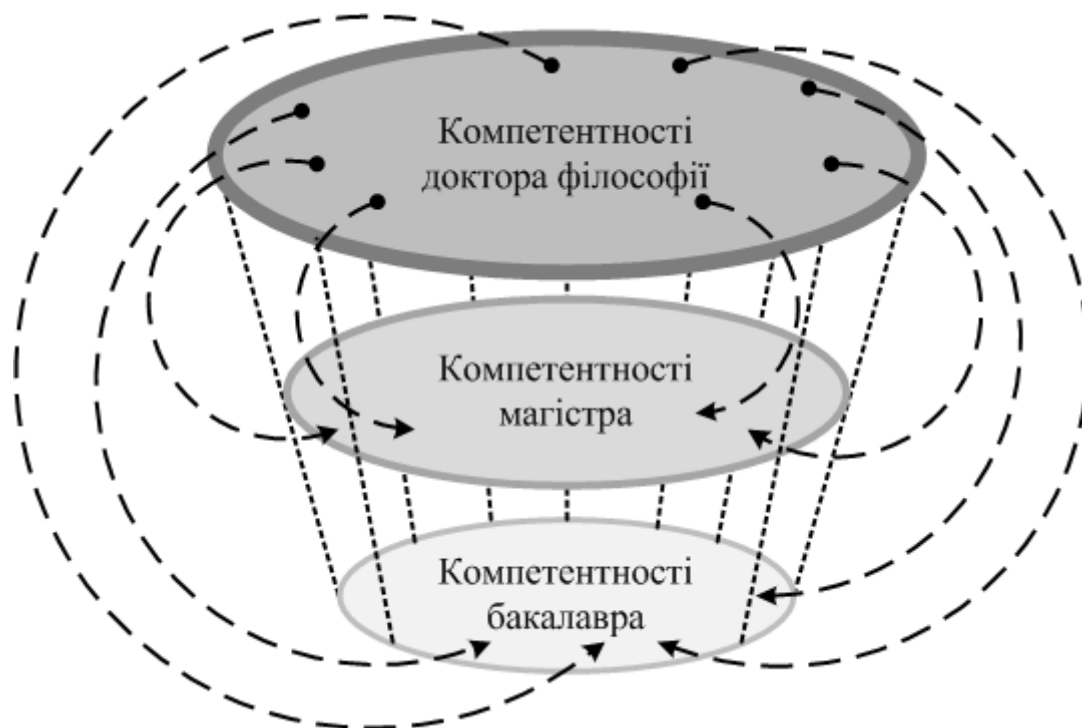 Компетентності
доктора філософії
Компетентності
магістра
Компетентності
бакалавра